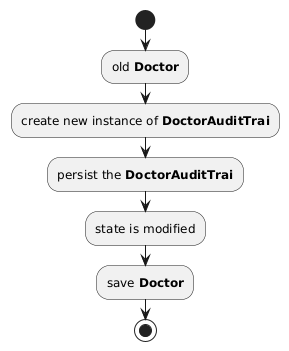 old Doctor
create new instance of DoctorAuditTrai
persist the DoctorAuditTrai
state is modified
save Doctor